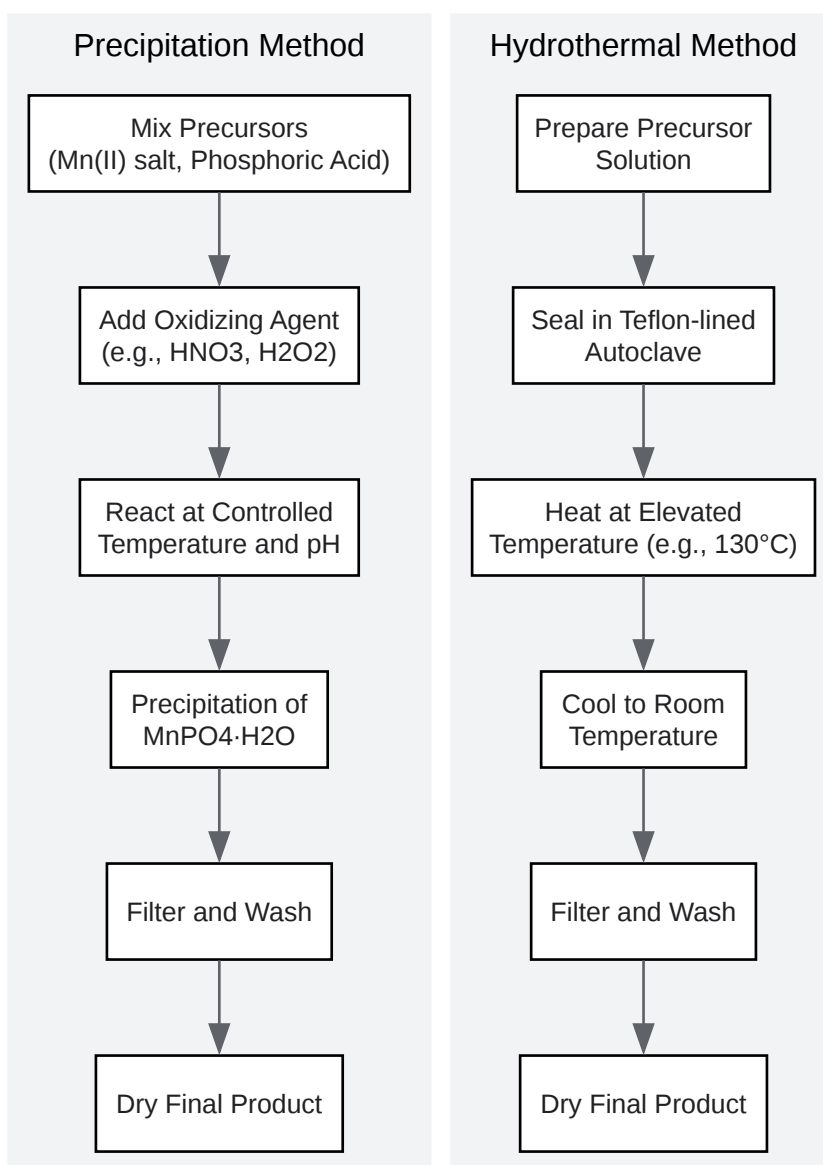 Precipitation Method
Mix Precursors
(Mn(II) salt, Phosphoric Acid)
Add Oxidizing Agent
(e.g., HNO3, H2O2)
React at Controlled
Temperature and pH
Precipitation of
MnPO4·H2O
Filter and Wash
Dry Final Product
Hydrothermal Method
Prepare Precursor
Solution
Seal in Teflon-lined
Autoclave
Heat at Elevated
Temperature (e.g., 130°C)
Cool to Room
Temperature
Filter and Wash
Dry Final Product